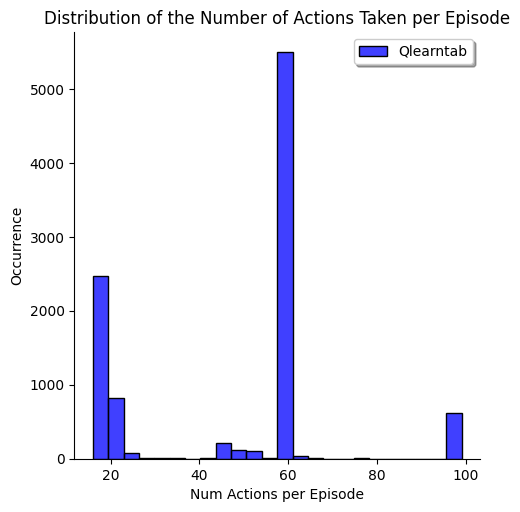 Distribution of the Number of Actions Taken per Episode
Qlearntab
5000
4000
3000
2000
1000
0
Occurrence
20 40 60 80 100
Num Actions per Episode